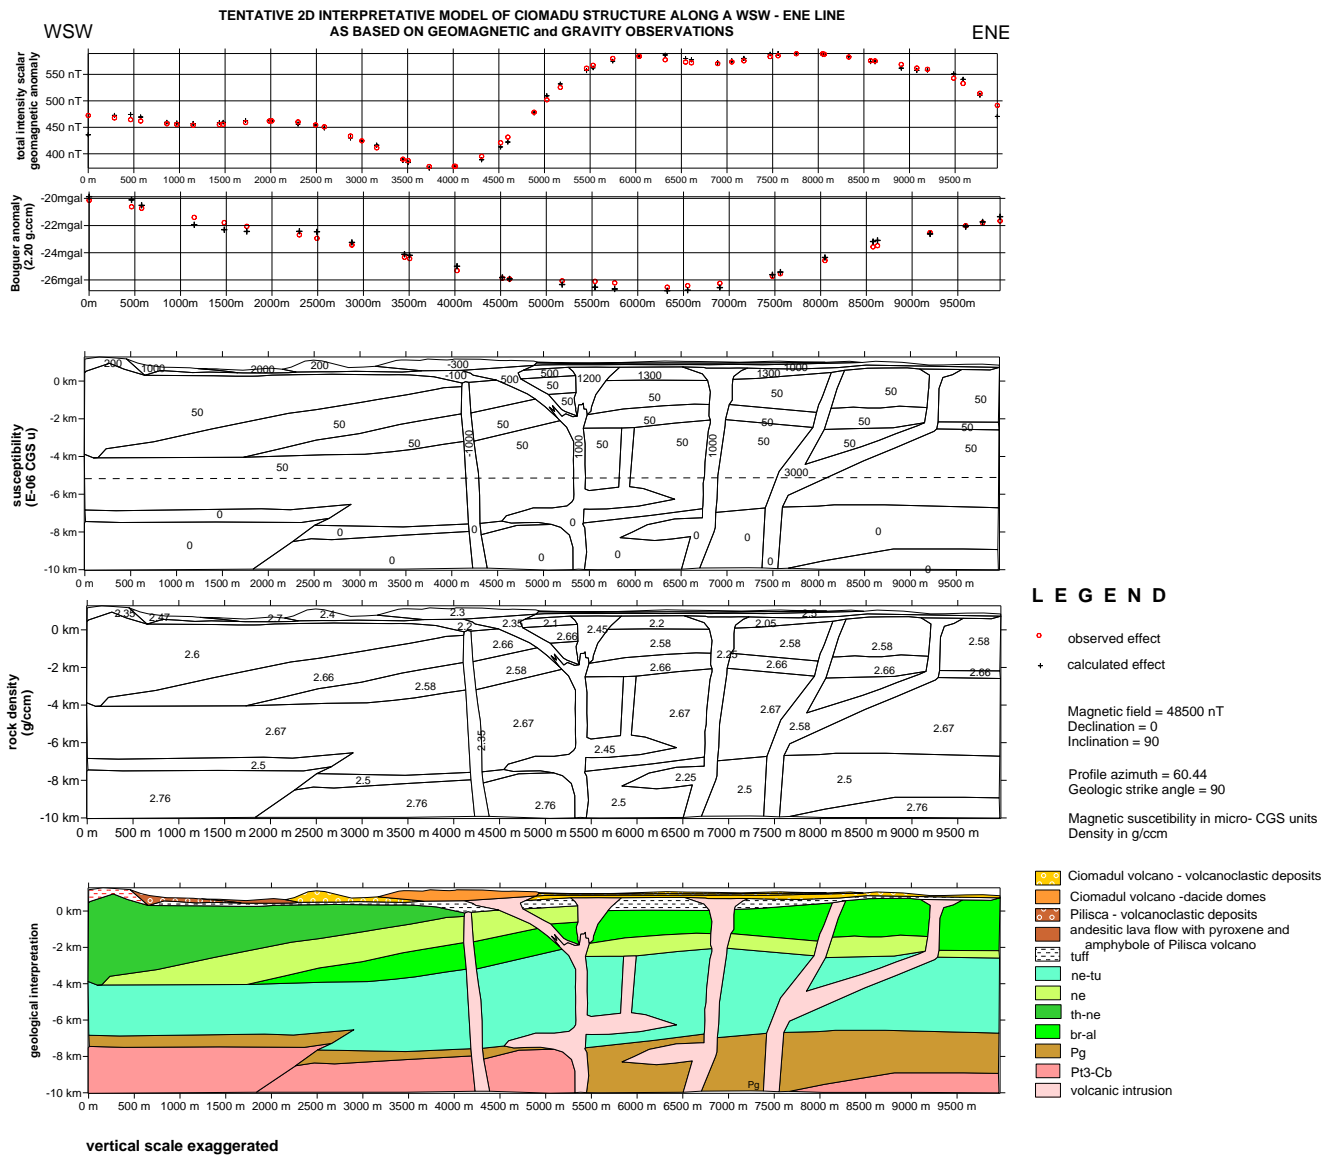 TENTATIVE 2D INTERPRETATIVE MODEL OF CIOMADU STRUCTURE ALONG A WSW - ENE LINE
AS BASED ON GEOMAGNETIC and GRAVITY OBSERVATIONS
WSW
ENE
total intensity scalar
geomagnetic anomaly
550 nT
500 nT
450 nT
400 nT
0 m 500 m 1000 m 1500 m 2000 m 2500 m 3000 m 3500 m 4000 m 4500 m 5000 m 5500 m 6000 m 6500 m 7000 m 7500 m 8000 m 8500 m 9000 m 9500 m
Bouguer anomaly
(2.20 g.ccm)
-20mgal
-22mgal
-24mgal
-26mgal
0m 500m 1000m 1500m 2000m 2500m 3000m 3500m 4000m 4500m 5000m 5500m 6000m 6500m 7000m 7500m 8000m 8500m 9000m 9500m
susceptibility
(E-06 CGS u)
200 1000 2000 200 -300
-100 500 500 1200 1300 1300 1000
0 km
50 50 50 50 50 50
50 50 50 50 50 50 50
-2 km
50 50 -1000 50 1000 50 50 1000 50 50 50
-4 km
50 3000
-6 km
0 0
-8 km
0 0 0 0 0 0
0 0 0 0 0 0
-10 km
0 m 500 m 1000 m 1500 m 2000 m 2500 m 3000 m 3500 m 4000 m 4500 m 5000 m 5500 m 6000 m 6500 m 7000 m 7500 m 8000 m 8500 m 9000 m 9500 m
rock density
(g/ccm)
2.35 2.47 2.7 2.4 2.3 2.3
2.2 2.35 2.1 2.45 2.2 2.05
0 km
2.6 2.66 2.66 2.58 2.58 2.58
2.25
-2 km
2.66 2.58 2.58 2.66 2.66 2.66 2.66
-4 km
2.67 2.67 2.67 2.67 2.58 2.67
-6 km
2.35 2.45
2.5 2.5 2.25 2.5 2.5
-8 km
2.76 2.76 2.76 2.5 2.76
-10 km
0 m 500 m 1000 m 1500 m 2000 m 2500 m 3000 m 3500 m 4000 m 4500 m 5000 m 5500 m 6000 m 6500 m 7000 m 7500 m 8000 m 8500 m 9000 m 9500 m
geological interpretation
0 km
-2 km
-4 km
-6 km
-8 km
-10 km
Pg
0 m 500 m 1000 m 1500 m 2000 m 2500 m 3000 m 3500 m 4000 m 4500 m 5000 m 5500 m 6000 m 6500 m 7000 m 7500 m 8000 m 8500 m 9000 m 9500 m
vertical scale exaggerated
L E G E N D
observed effect
calculated effect
Magnetic field = 48500 nT
Declination = 0
Inclination = 90
Profile azimuth = 60.44
Geologic strike angle = 90
Magnetic suscetibility in micro- CGS units
Density in g/ccm
Ciomadul volcano - volcanoclastic deposits
Ciomadul volcano -dacide domes
Pilisca - volcanoclastic deposits
andesitic lava flow with pyroxene and
amphybole of Pilisca volcano
tuff
ne-tu
ne
th-ne
br-al
Pg
Pt3-Cb
volcanic intrusion